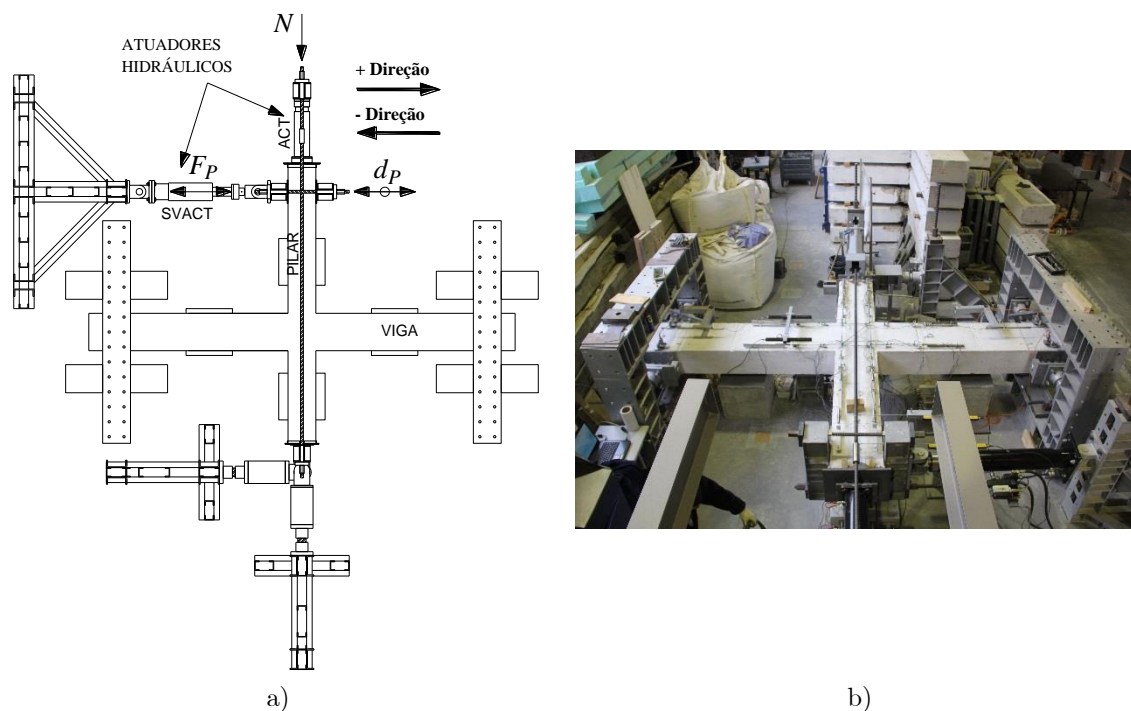 N
ATUADORES
HIDRÁULICOS
+ Direção
- Direção
ACT
F_P
d_P
SVACT
PILAR
VIGA
a)
b)